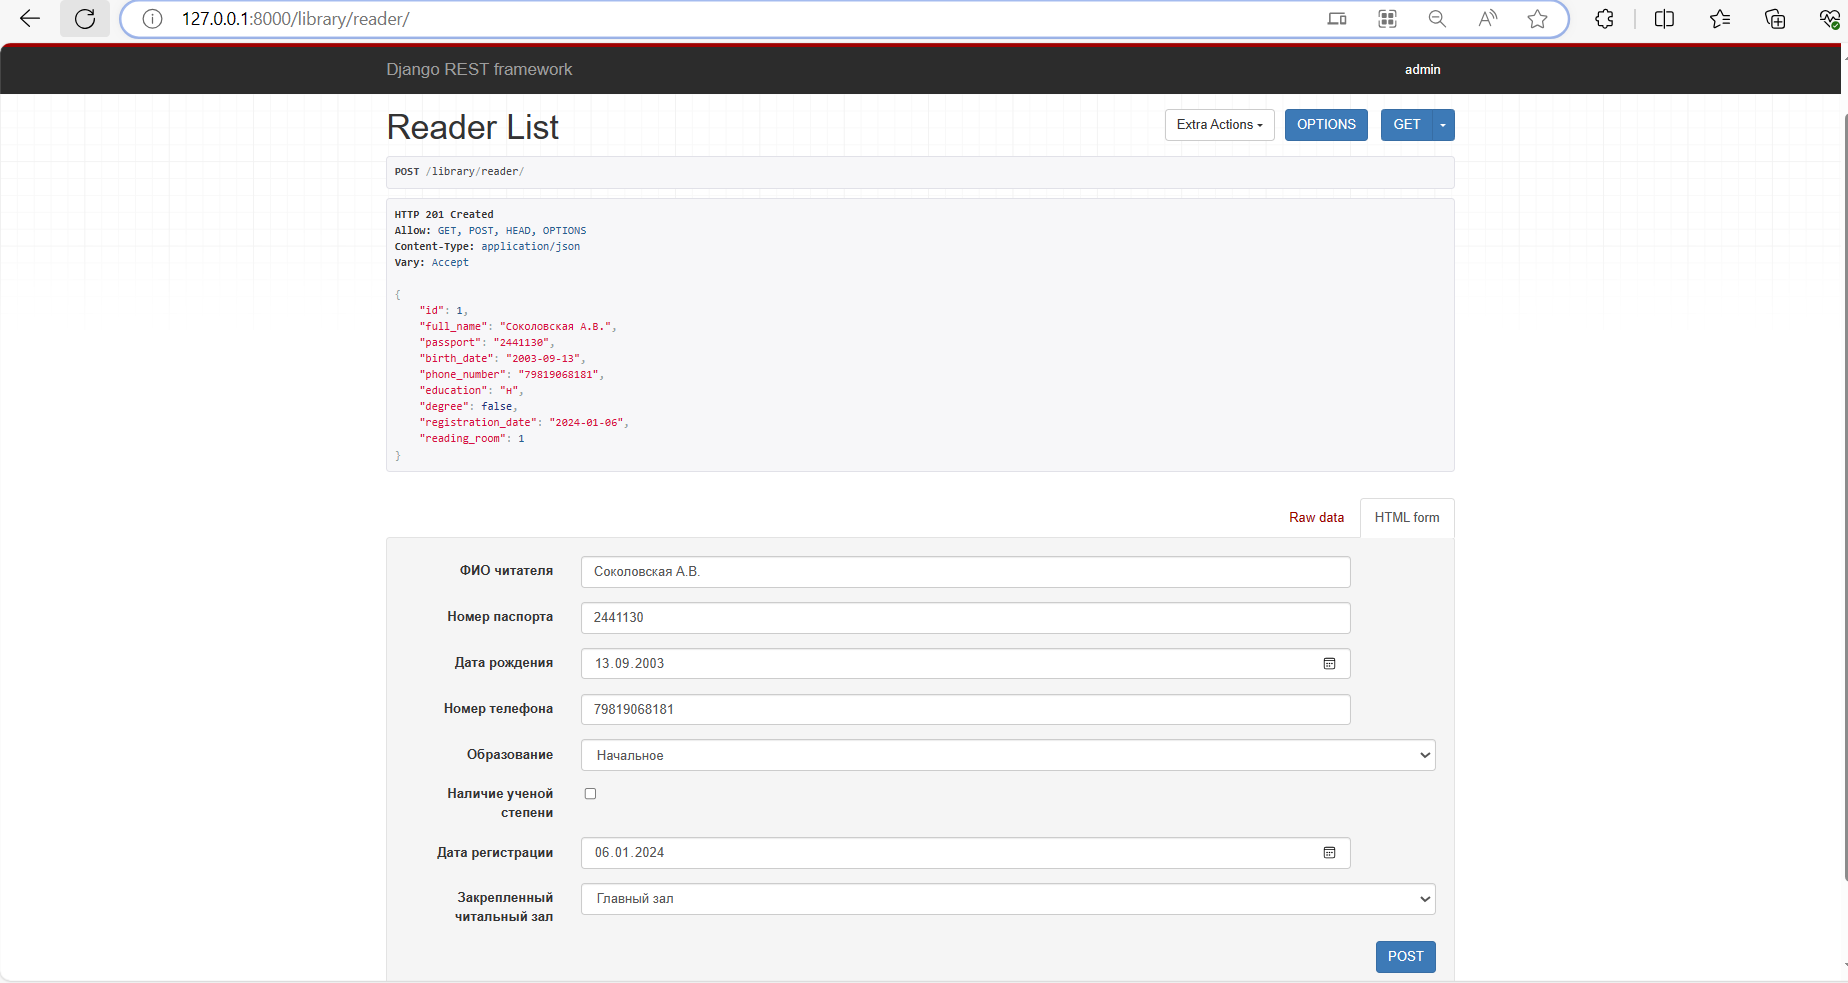 127.0.0.1:8000/library/reader/
Django REST framework
admin
Reader List
Extra Actions
OPTIONS
GET
POST /library/reader/
HTTP 201 Created
Allow: GET, POST, HEAD, OPTIONS
Content-Type: application/json
Vary: Accept
{
"id": 1,
"full_name": "Соколовская А.В.",
"passport": "2441130",
"birth_date": "2003-09-13",
"phone_number": "79819068181",
"education": "н",
"degree": false,
"registration_date": "2024-01-06",
"reading_room": 1
}
Raw data
HTML form
ФИО читателя
Соколовская А.В.
Номер паспорта
2441130
Дата рождения
13.09.2003
Номер телефона
79819068181
Образование
Начальное
Наличие ученой
степени
Дата регистрации
06.01.2024
Закрепленный
читальный зал
Главный зал
POST